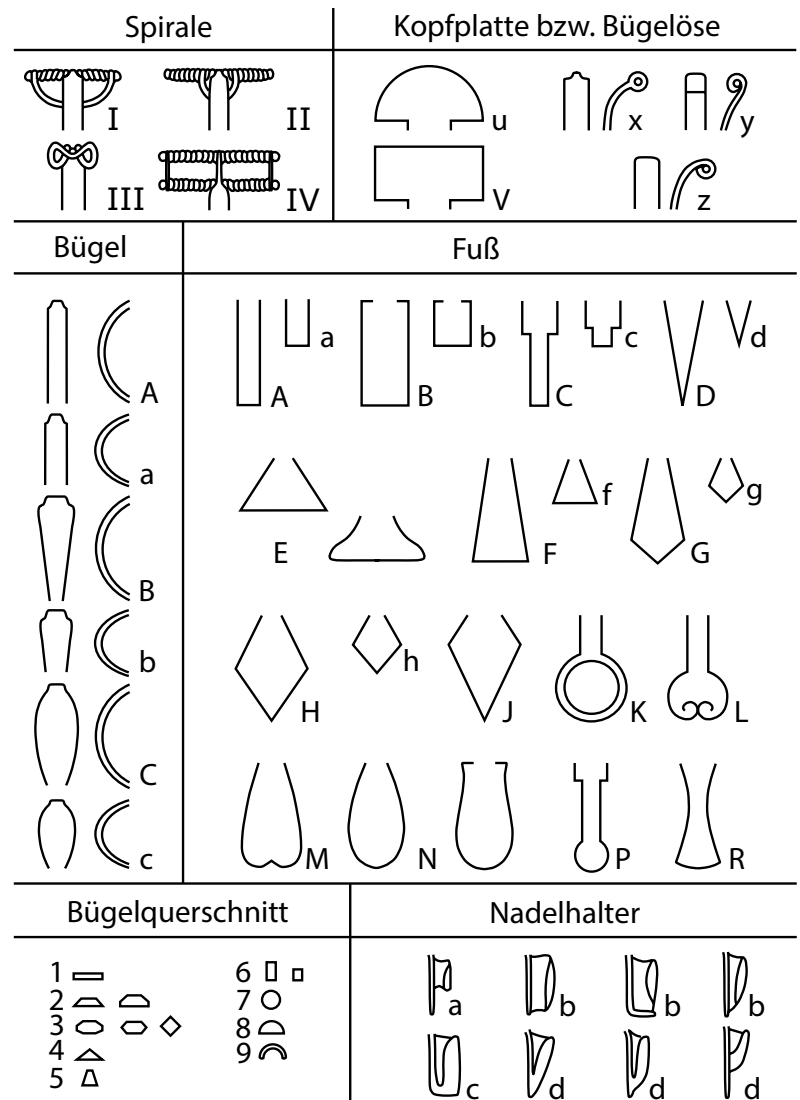 Spirale
Kopfplatte bzw. Bügelöse
I
II
III
IV
u
x
y
V
z
Bügel
Fuß
A
a
B
b
C
c
a
b
c
d
A
B
C
D
E
F
f
G
g
H
h
J
K
L
M
N
P
R
Bügelquerschnitt
Nadelhalter
1
2
3
4
5
6
7
8
9
a
b
b
b
c
d
d
d